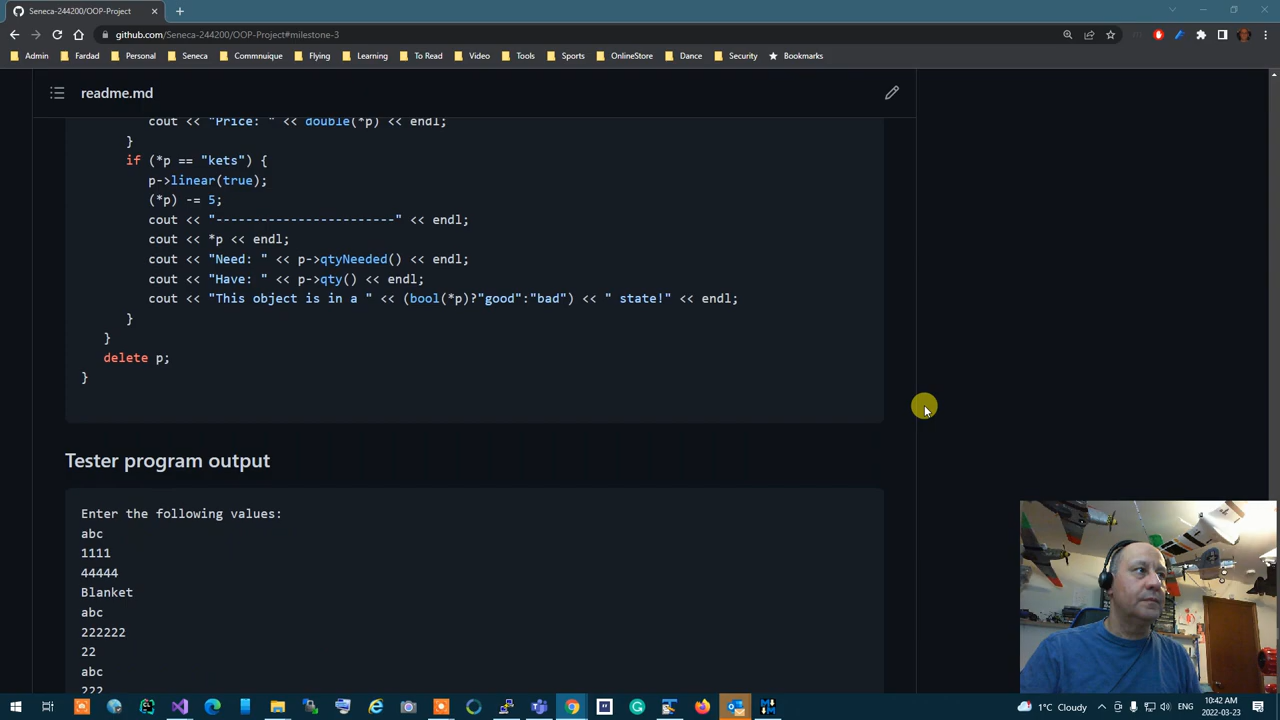 Seneca-244200/OOP-Project
github.com/Seneca-244200/OOP-Project#milestone-3
Admin Fardad Personal Seneca Commnuique Flying Learning To Read Video Tools Sports OnlineStore Dance Security Bookmarks
readme.md
cout << "Price: " << double(*p) << endl;
}
if (*p == "kets") {
p->linear(true);
(*p) -= 5;
cout << "------------------------" << endl;
cout << *p << endl;
cout << "Need: " << p->qtyNeeded() << endl;
cout << "Have: " << p->qty() << endl;
cout << "This object is in a " << (bool(*p)?"good":"bad") << " state!" << endl;
}
}
delete p;
}
Tester program output
Enter the following values:
abc
1111
44444
Blanket
abc
222222
22
abc
222
1°C Cloudy ENG 10:42 AM
2022-03-23